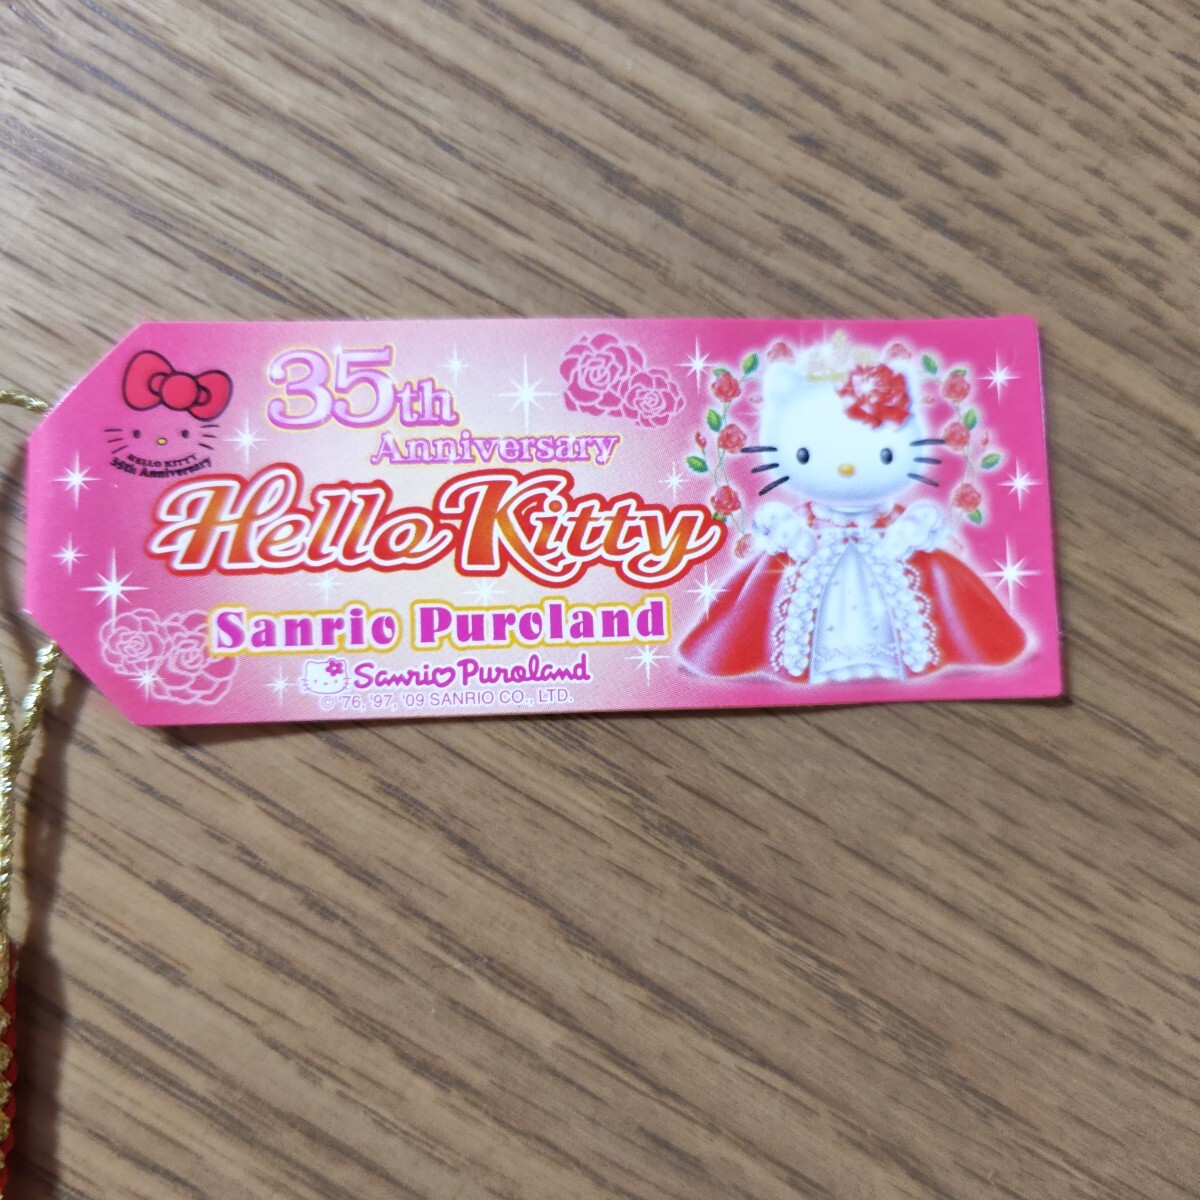 HELLO KITTY
35th Anniversary
35th
Anniversary
Hello Kitty
Sanrio Puroland
Sanrio Puroland
© '76, '97, '09 SANRIO CO., LTD.